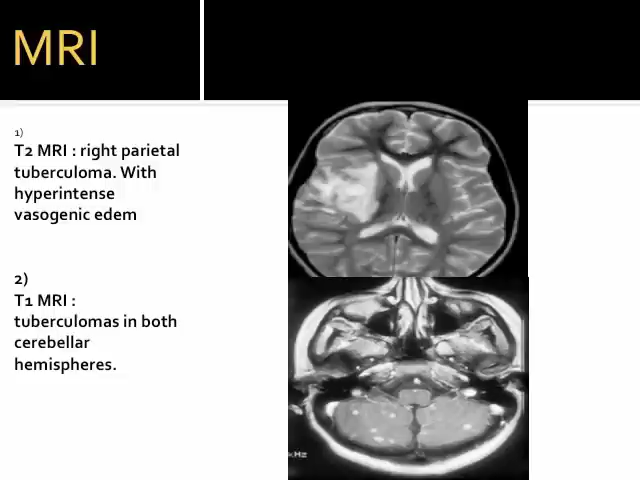 MRI
1)
T2 MRI : right parietal
tuberculoma. With
hyperintense
vasogenic edem
2)
T1 MRI :
tuberculomas in both
cerebellar
hemispheres.
kHz